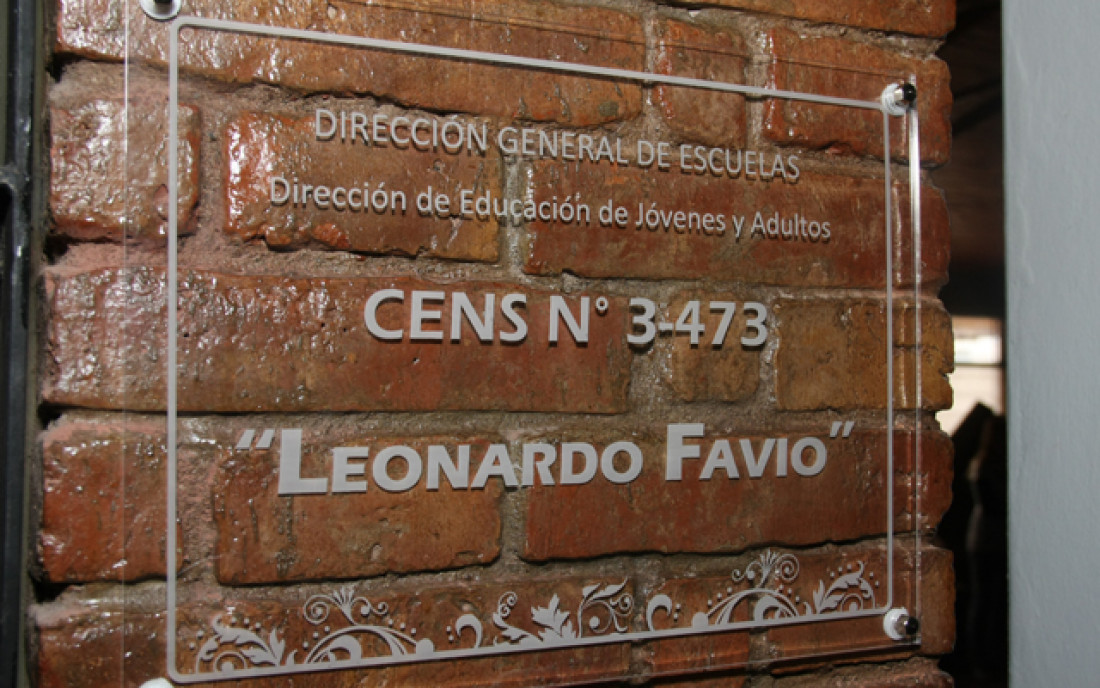 DIRECCIÓN GENERAL DE ESCUELAS
Dirección de Educación de Jóvenes y Adultos
CENS N° 3-473
"LEONARDO FAVIO"